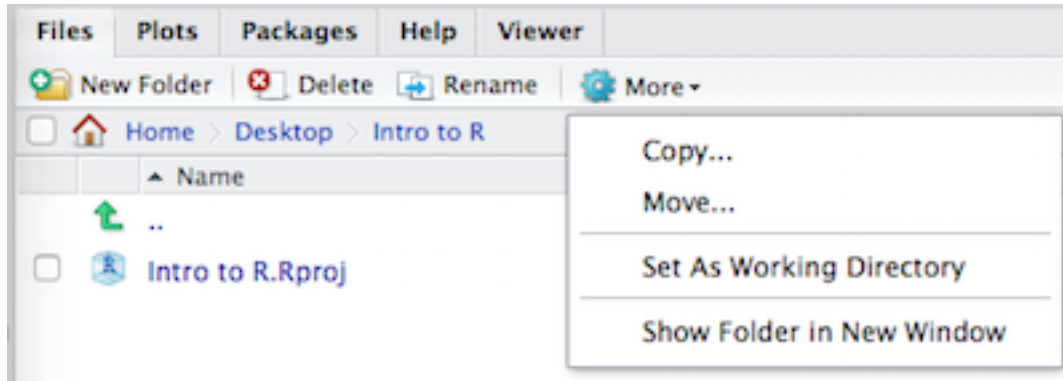 Files Plots Packages Help Viewer
New Folder Delete Rename More
Home Desktop Intro to R
Name
..
Intro to R.Rproj
Copy...
Move...
Set As Working Directory
Show Folder in New Window